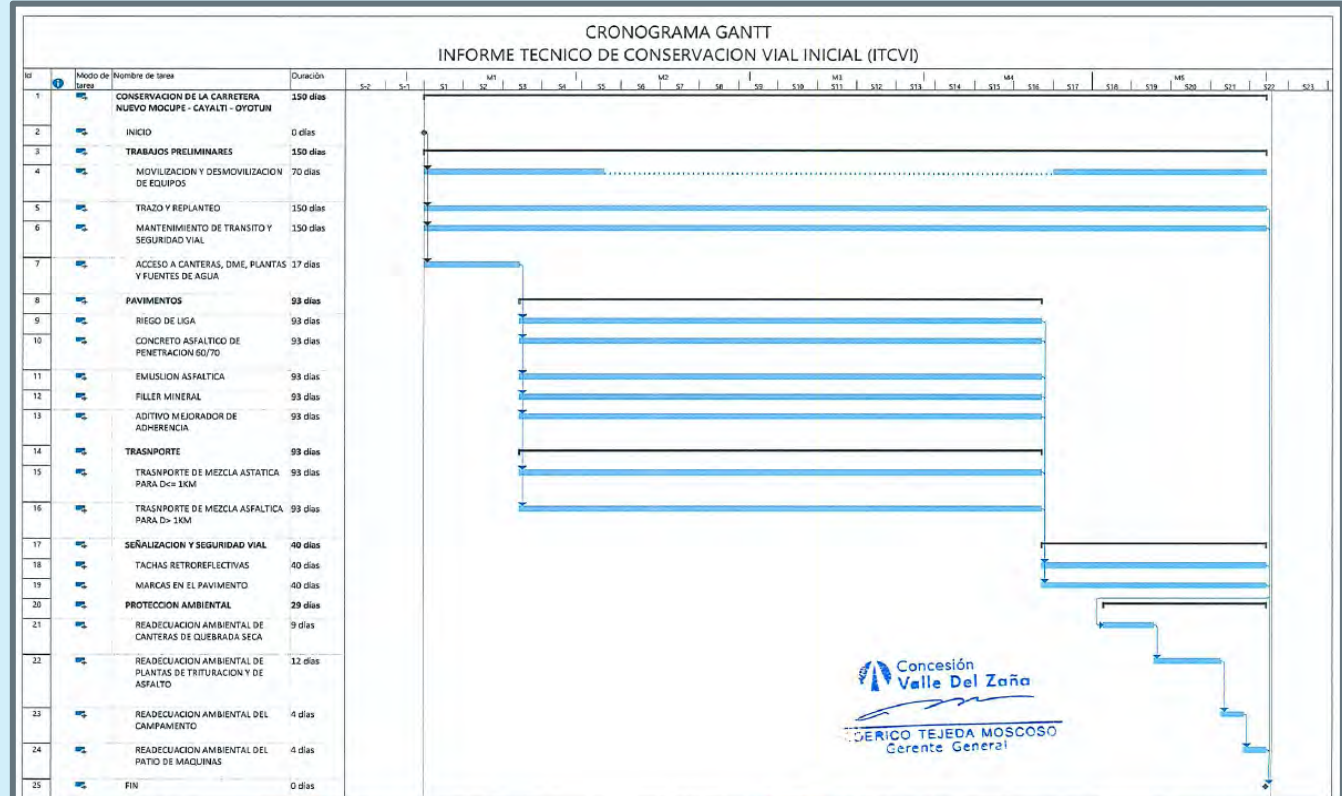 CRONOGRAMA GANTT
INFORME TECNICO DE CONSERVACION VIAL INICIAL (ITCVI)
Id Modo de tarea Nombre de tarea Duración
M1 M2 M3 M4 M5
S-2 S-1 S1 S2 S3 S4 S5 S6 S7 S8 S9 S10 S11 S12 S13 S14 S15 S16 S17 S18 S19 S20 S21 S22 S23
1 CONSERVACION DE LA CARRETERA 150 días
NUEVO MOCUPE - CAYALTI - OYOTUN
2 INICIO 0 días
3 TRABAJOS PRELIMINARES 150 días
4 MOVILIZACION Y DESMOVILIZACION 70 días
DE EQUIPOS
5 TRAZO Y REPLANTEO 150 días
6 MANTENIMIENTO DE TRANSITO Y 150 días
SEGURIDAD VIAL
7 ACCESO A CANTERAS, DME, PLANTAS 17 días
Y FUENTES DE AGUA
8 PAVIMENTOS 93 días
9 RIEGO DE LIGA 93 días
10 CONCRETO ASFALTICO DE 93 días
PENETRACION 60/70
11 EMUSLION ASFALTICA 93 días
12 FILLER MINERAL 93 días
13 ADITIVO MEJORADOR DE 93 días
ADHERENCIA
14 TRASNPORTE 93 días
15 TRASNPORTE DE MEZCLA ASTATICA 93 días
PARA D<= 1KM
16 TRASNPORTE DE MEZCLA ASFALTICA 93 días
PARA D> 1KM
17 SEÑALIZACION Y SEGURIDAD VIAL 40 días
18 TACHAS RETROREFLECTIVAS 40 días
19 MARCAS EN EL PAVIMENTO 40 días
20 PROTECCION AMBIENTAL 29 días
21 READECUACION AMBIENTAL DE 9 días
CANTERAS DE QUEBRADA SECA
22 READECUACION AMBIENTAL DE 12 días
PLANTAS DE TRITURACION Y DE
ASFALTO
23 READECUACION AMBIENTAL DEL 4 días
CAMPAMENTO
24 READECUACION AMBIENTAL DEL 4 días
PATIO DE MAQUINAS
25 FIN 0 días
Concesión
Valle Del Zaña
TEJEDA MOSCOSO
Gerente General